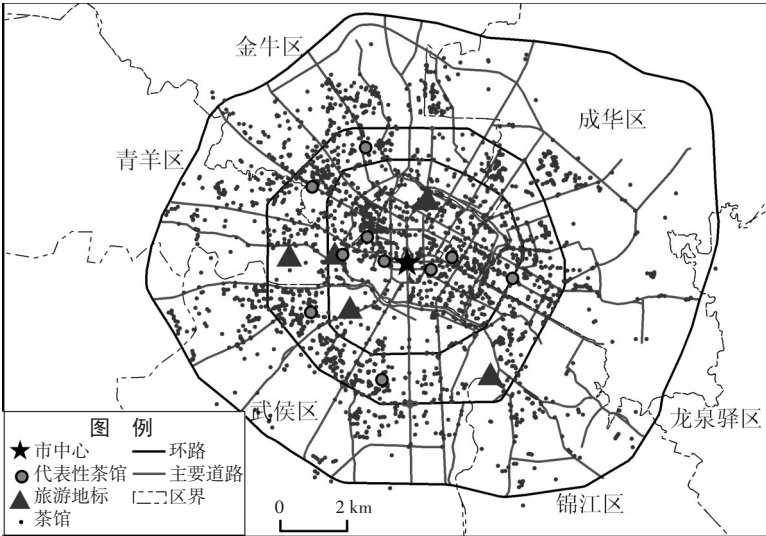 金牛区
成华区
青羊区
武侯区
龙泉驿区
锦江区
图 例
市中心
环路
代表性茶馆
主要道路
旅游地标
区界
茶馆
0 2 km